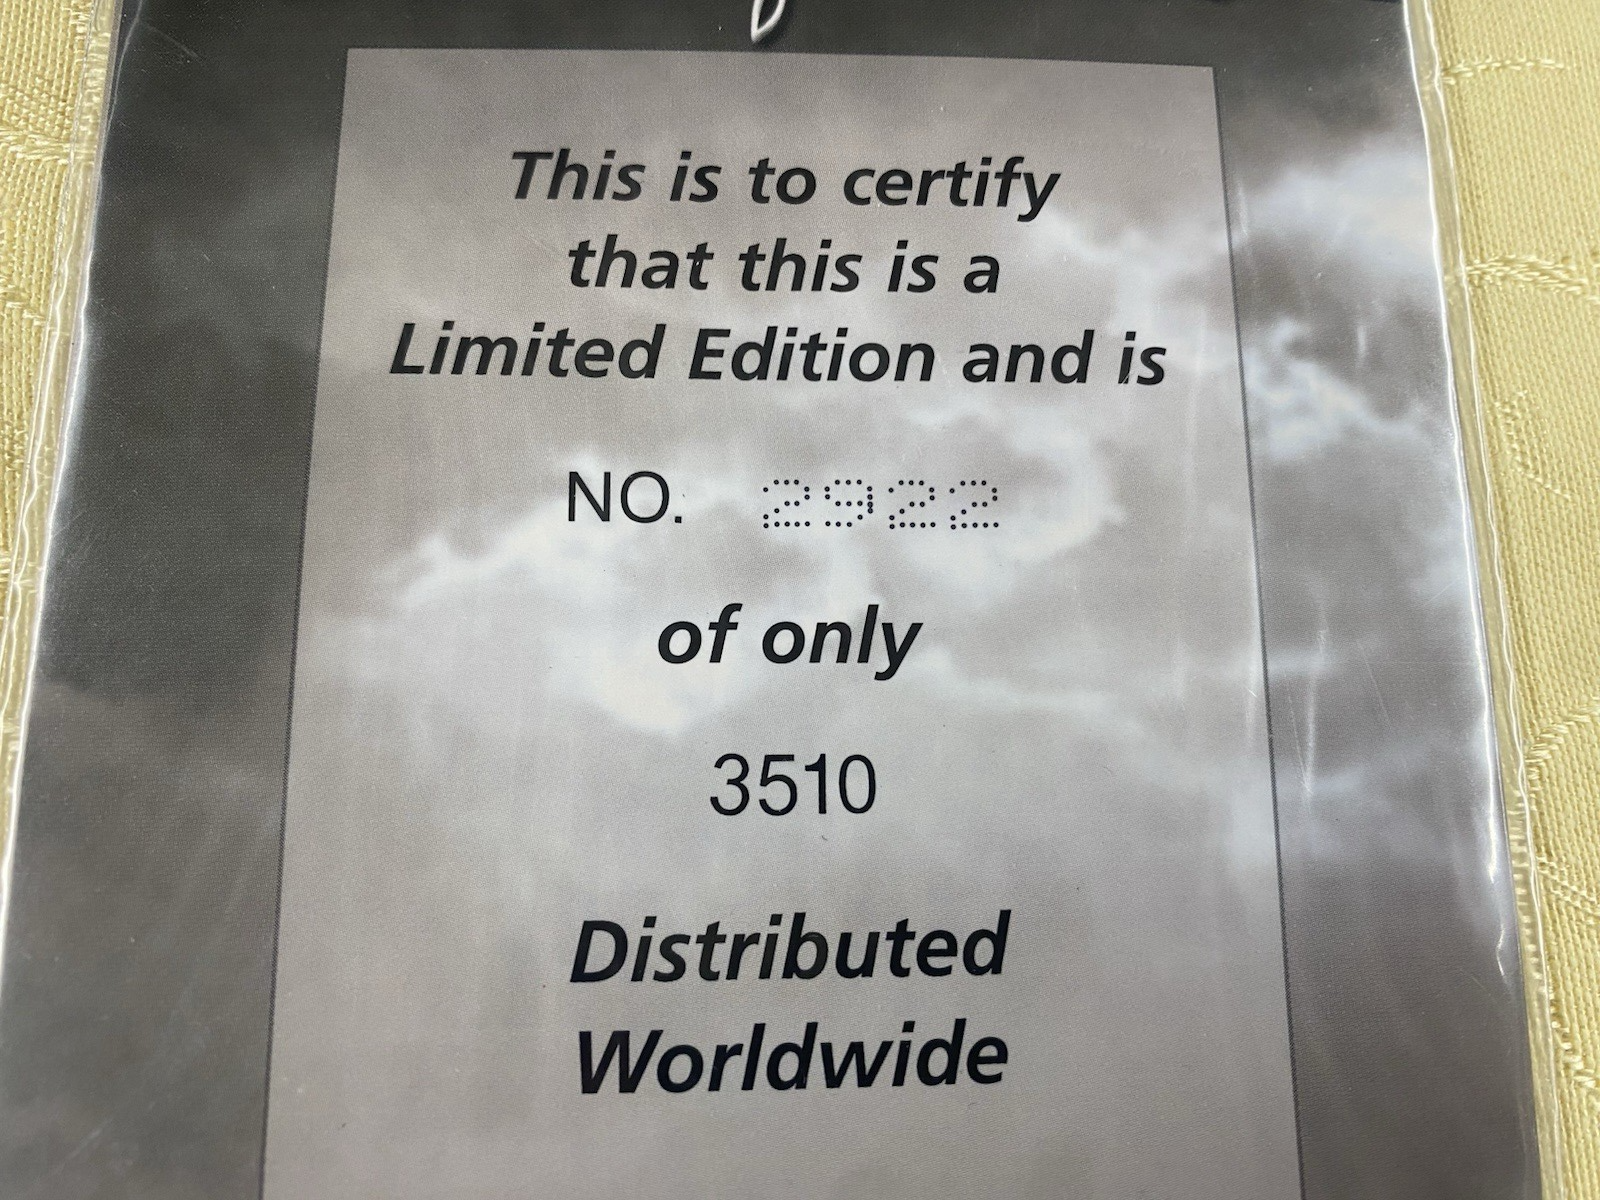 This is to certify
that this is a
Limited Edition and is
NO. 2922
of only
3510
Distributed
Worldwide